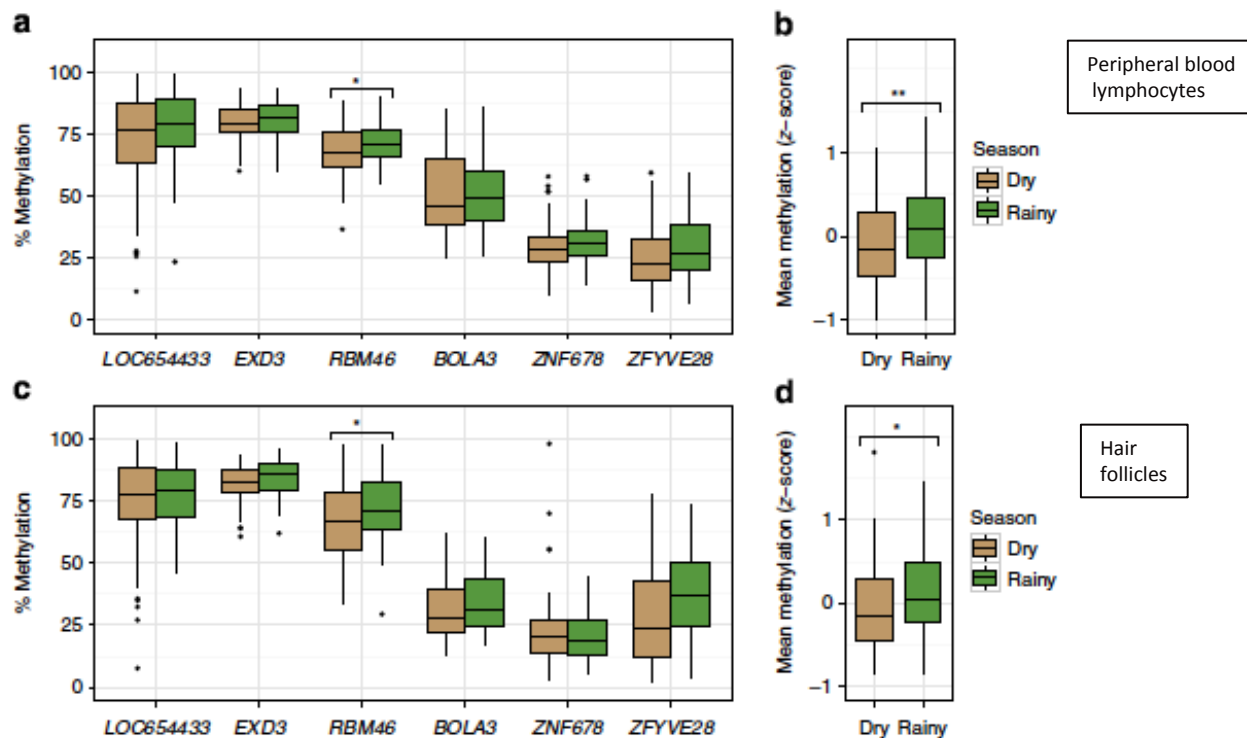 a
% Methylation
100
75
50
25
0
*
LOC654433 EXD3 RBM46 BOLA3 ZNF678 ZFYVE28
b
Mean methylation (z-score)
1
0
−1
**
Dry Rainy
Season
Dry
Rainy
Peripheral blood
lymphocytes
c
% Methylation
100
75
50
25
0
*
LOC654433 EXD3 RBM46 BOLA3 ZNF678 ZFYVE28
d
Mean methylation (z-score)
1
0
−1
*
Dry Rainy
Season
Dry
Rainy
Hair
follicles